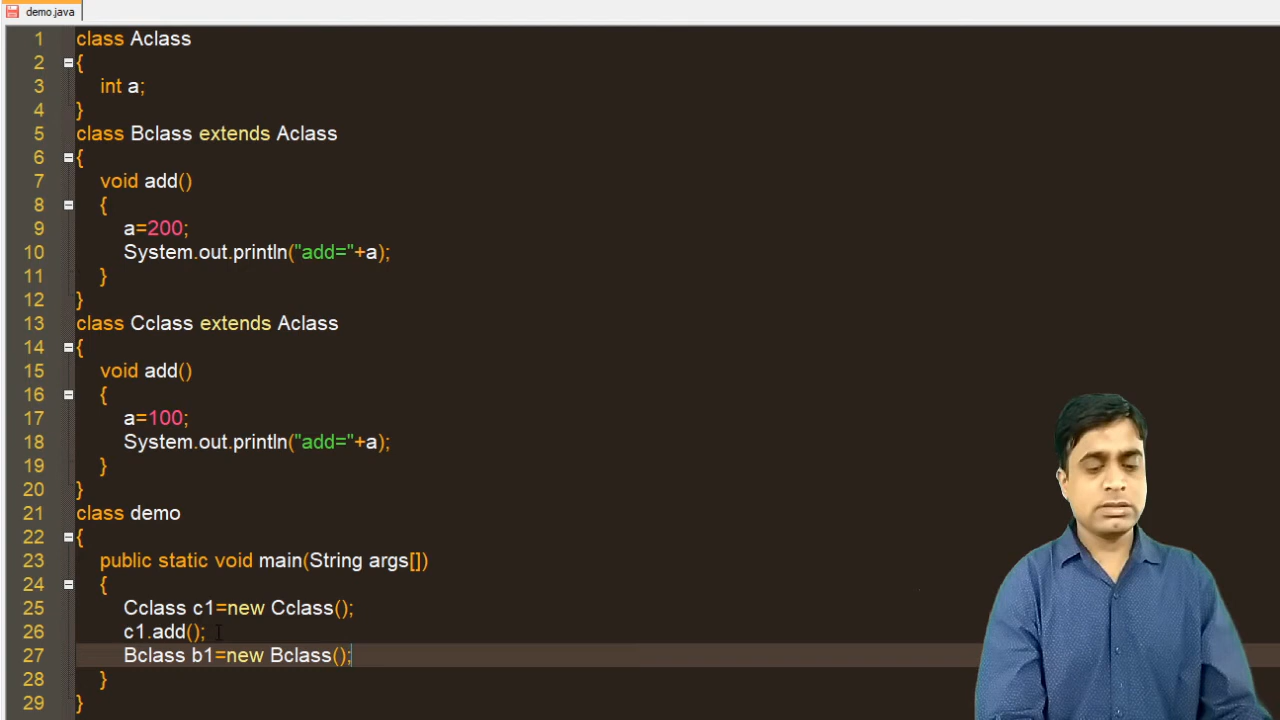 demo.java
1 class Aclass
2 {
3 int a;
4 }
5 class Bclass extends Aclass
6 {
7 void add()
8 {
9 a=200;
10 System.out.println("add="+a);
11 }
12 }
13 class Cclass extends Aclass
14 {
15 void add()
16 {
17 a=100;
18 System.out.println("add="+a);
19 }
20 }
21 class demo
22 {
23 public static void main(String args[])
24 {
25 Cclass c1=new Cclass();
26 c1.add();
27 Bclass b1=new Bclass();
28 }
29 }